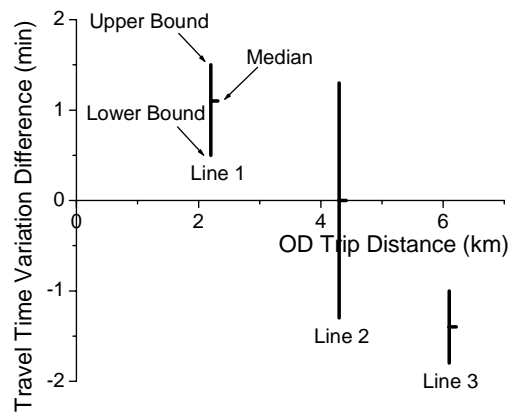 Travel Time Variation Difference (min)
2
1
0
-1
-2
Upper Bound
Median
Lower Bound
Line 1
0
2
4
6
OD Trip Distance (km)
Line 2
Line 3